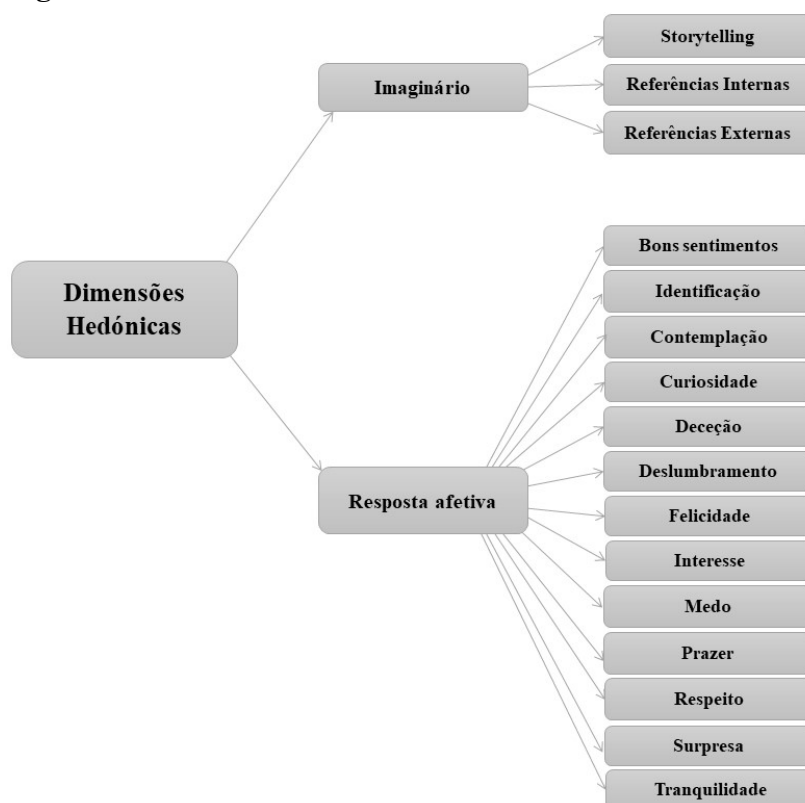 Storytelling
Imaginário
Referências Internas
Referências Externas
Dimensões
Hedónicas
Bons sentimentos
Identificação
Contemplação
Curiosidade
Deceção
Deslumbramento
Resposta afetiva
Felicidade
Interesse
Medo
Prazer
Respeito
Surpresa
Tranquilidade